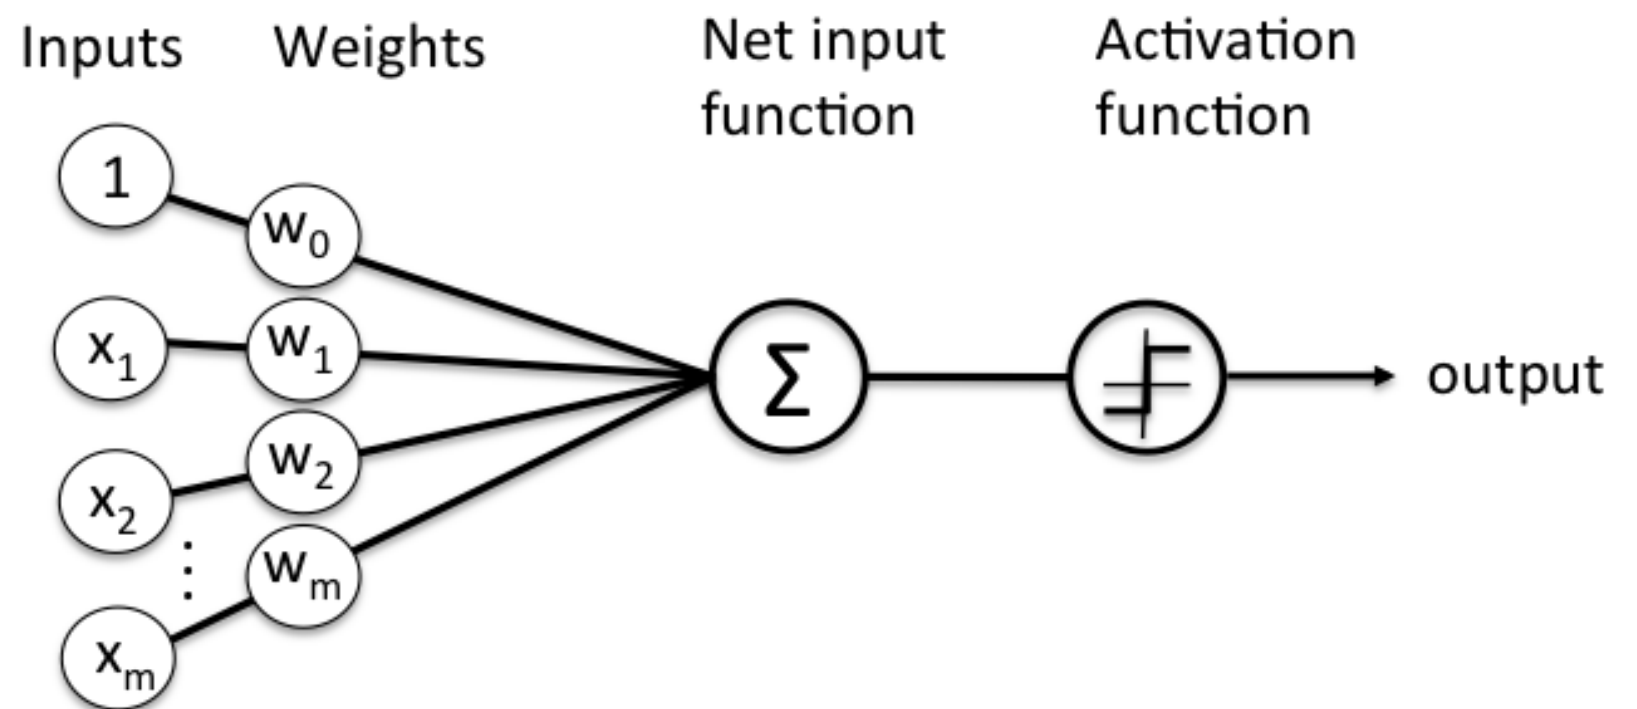 Inputs
Weights
Net input
function
Activation
function
1
w0
x1
w1
x2
w2
⋮
xm
wm
Σ
output